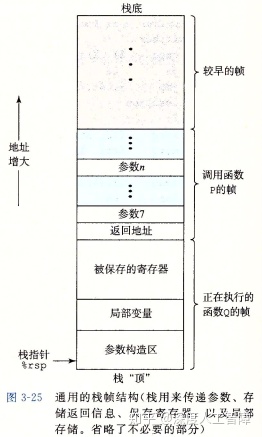 栈底
较早的帧
地址
增大
参数n
调用函数
P的帧
参数7
返回地址
被保存的寄存器
正在执行的
函数Q的帧
局部变量
参数构造区
栈指针
%rsp
栈“顶”
图 3-25 通用的栈帧结构(栈用来传递参数、存
储返回信息、保存寄存器，以及局部
存储。省略了不必要的部分)